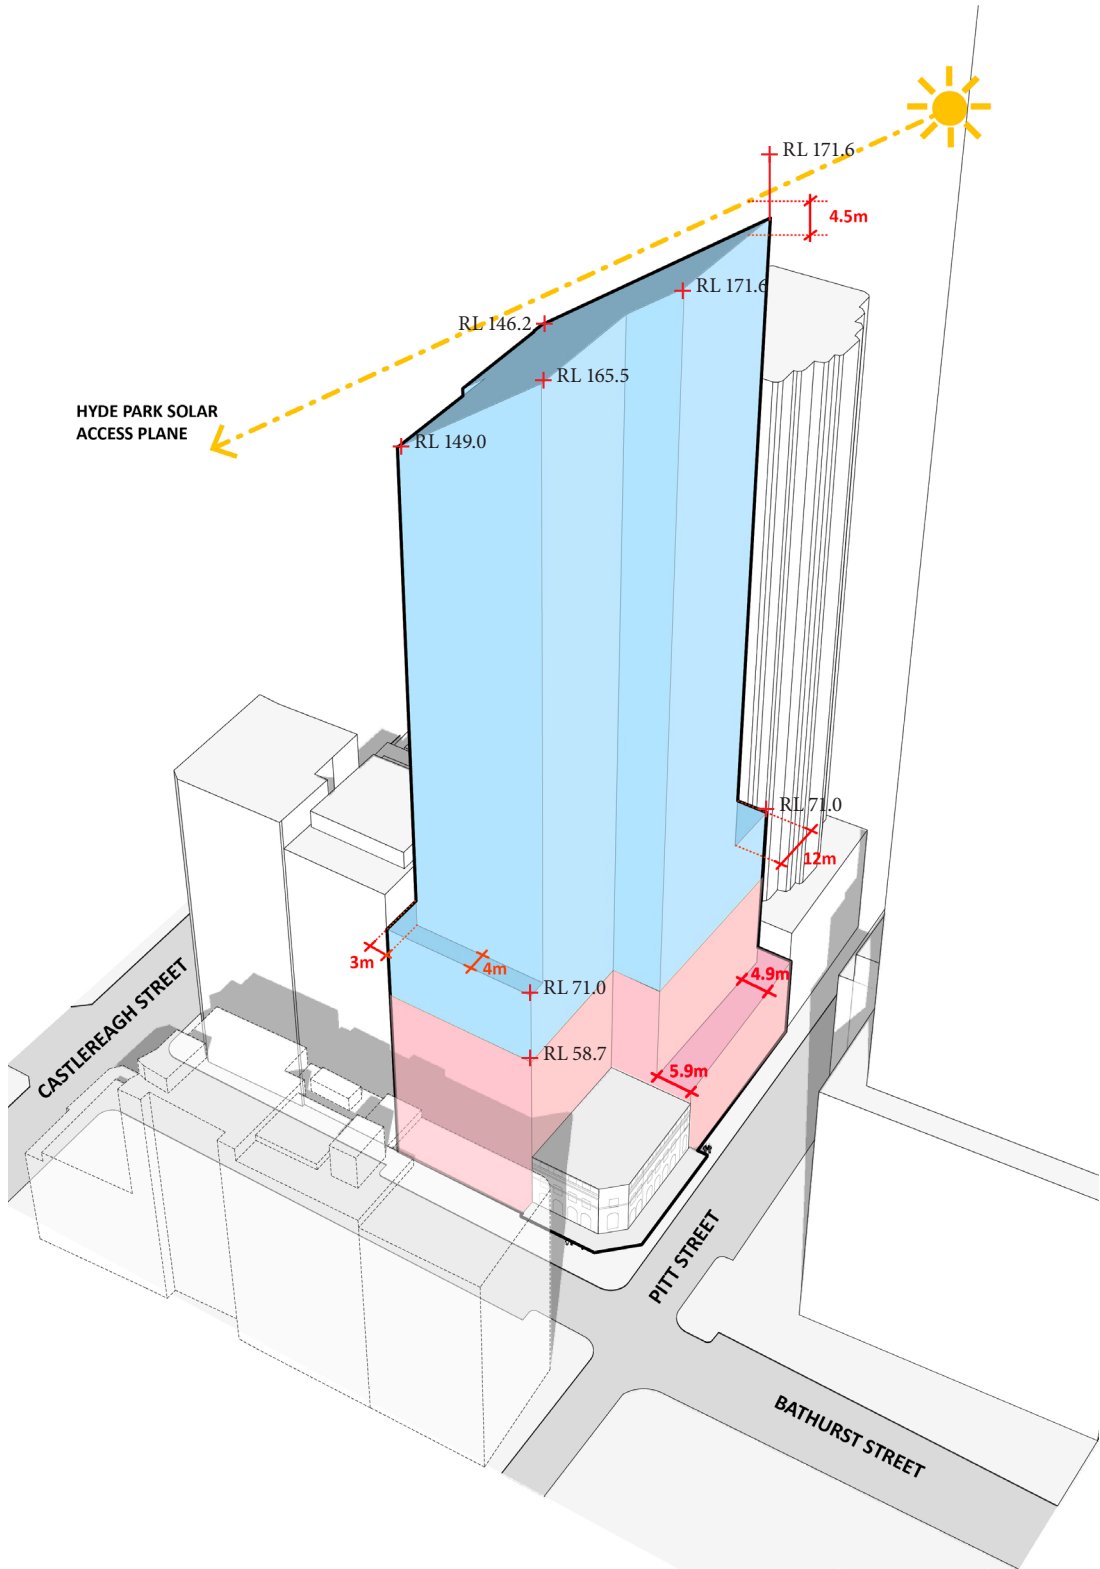 RL 171.6
4.5m
RL 171.6
RL 146.2
RL 165.5
HYDE PARK SOLAR
ACCESS PLANE
RL 149.0
RL 71.0
12m
3m
4m
4.9m
RL 71.0
CASTLEREAGH STREET
RL 58.7
5.9m
PITT STREET
BATHURST STREET